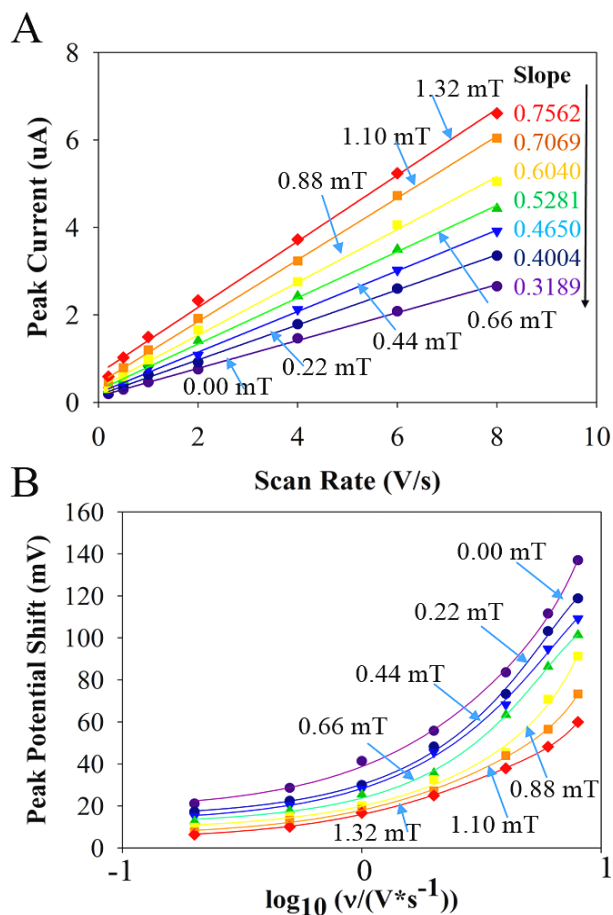 A
8
6
4
2
0
Peak Current (uA)
0
2
4
6
8
10
Scan Rate (V/s)
Slope
0.7562
0.7069
0.6040
0.5281
0.4650
0.4004
0.3189
1.32 mT
1.10 mT
0.88 mT
0.66 mT
0.44 mT
0.22 mT
0.00 mT
B
160
140
120
100
80
60
40
20
0
Peak Potential Shift (mV)
-1
0
1
log₁₀ (ν/(V*s⁻¹))
0.00 mT
0.22 mT
0.44 mT
0.66 mT
0.88 mT
1.10 mT
1.32 mT